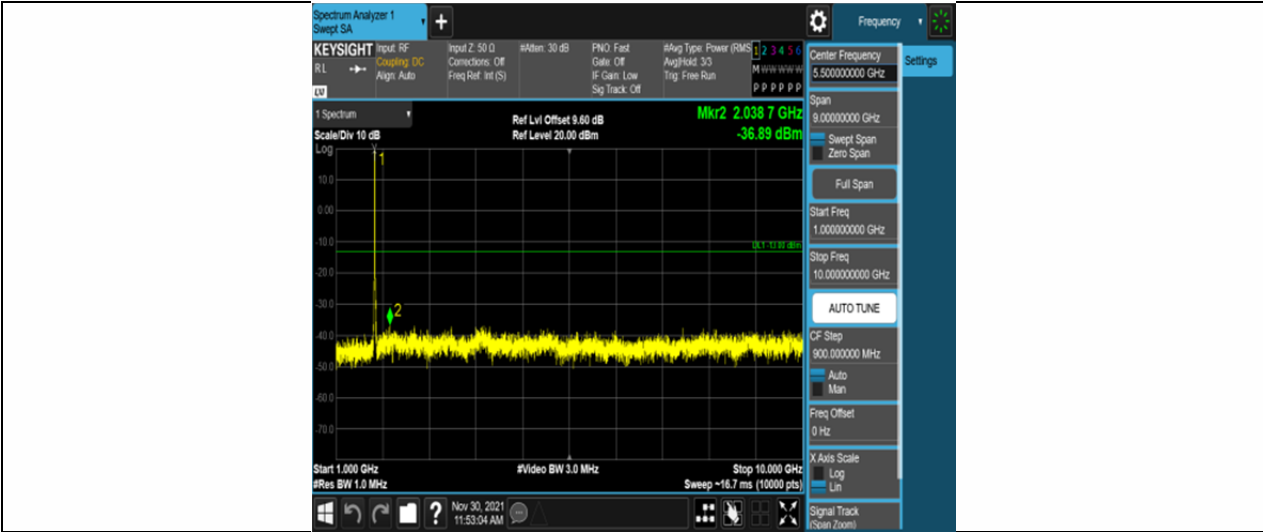 Spectrum Analyzer 1
Swept SA
+
Frequency
KEYSIGHT
RL
LV
Input: RF
Coupling: DC
Align: Auto
Input Z: 50 Ω
Corrections: Off
Freq Ref: Int (S)
#Atten: 30 dB
PNO: Fast
Gate: Off
IF Gain: Low
Sig Track: Off
#Avg Type: Power (RMS
Avg|Hold: 3/3
Trig: Free Run
1 2 3 4 5 6
M W W W W W
P P P P P P
Settings
1 Spectrum
Scale/Div 10 dB
Log
Ref Lvl Offset 9.60 dB
Ref Level 20.00 dBm
Mkr2 2.038 7 GHz
-36.89 dBm
1
10.0
0.00
-10.0
DL1 -13.00 dBm
-20.0
-30.0
2
-40.0
-50.0
-60.0
-70.0
Start 1.000 GHz
#Res BW 1.0 MHz
#Video BW 3.0 MHz
Stop 10.000 GHz
Sweep ~16.7 ms (10000 pts)
Center Frequency
5.500000000 GHz
Span
9.00000000 GHz
Swept Span
Zero Span
Full Span
Start Freq
1.000000000 GHz
Stop Freq
10.000000000 GHz
AUTO TUNE
CF Step
900.000000 MHz
Auto
Man
Freq Offset
0 Hz
X Axis Scale
Log
Lin
Signal Track
(Span Zoom)
?
Nov 30, 2021
11:53:04 AM